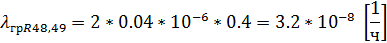 λгрR48,49 = 2 * 0.04 * 10⁻⁶ * 0.4 = 3.2 * 10⁻⁸ [1/ч]